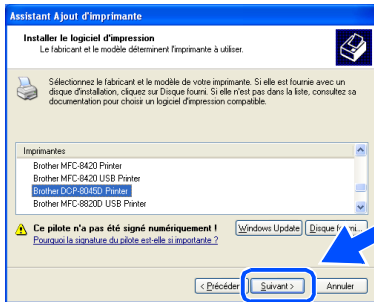 Assistant Ajout d'imprimante
Installer le logiciel d'impression
Le fabricant et le modèle déterminent l'imprimante à utiliser.
Sélectionnez le fabricant et le modèle de votre imprimante. Si elle est fournie avec un
disque d'installation, cliquez sur Disque fourni. Si elle n'est pas dans la liste, consultez sa
documentation pour choisir un logiciel d'impression compatible.
Imprimantes
Brother MFC-8420 Printer
Brother MFC-8420 USB Printer
Brother DCP-8045D Printer
Brother MFC-8820D USB Printer
Ce pilote n'a pas été signé numériquement !
Pourquoi la signature du pilote est-elle si importante ?
Windows Update
Disque
< Précéder
Suivant >
Annuler